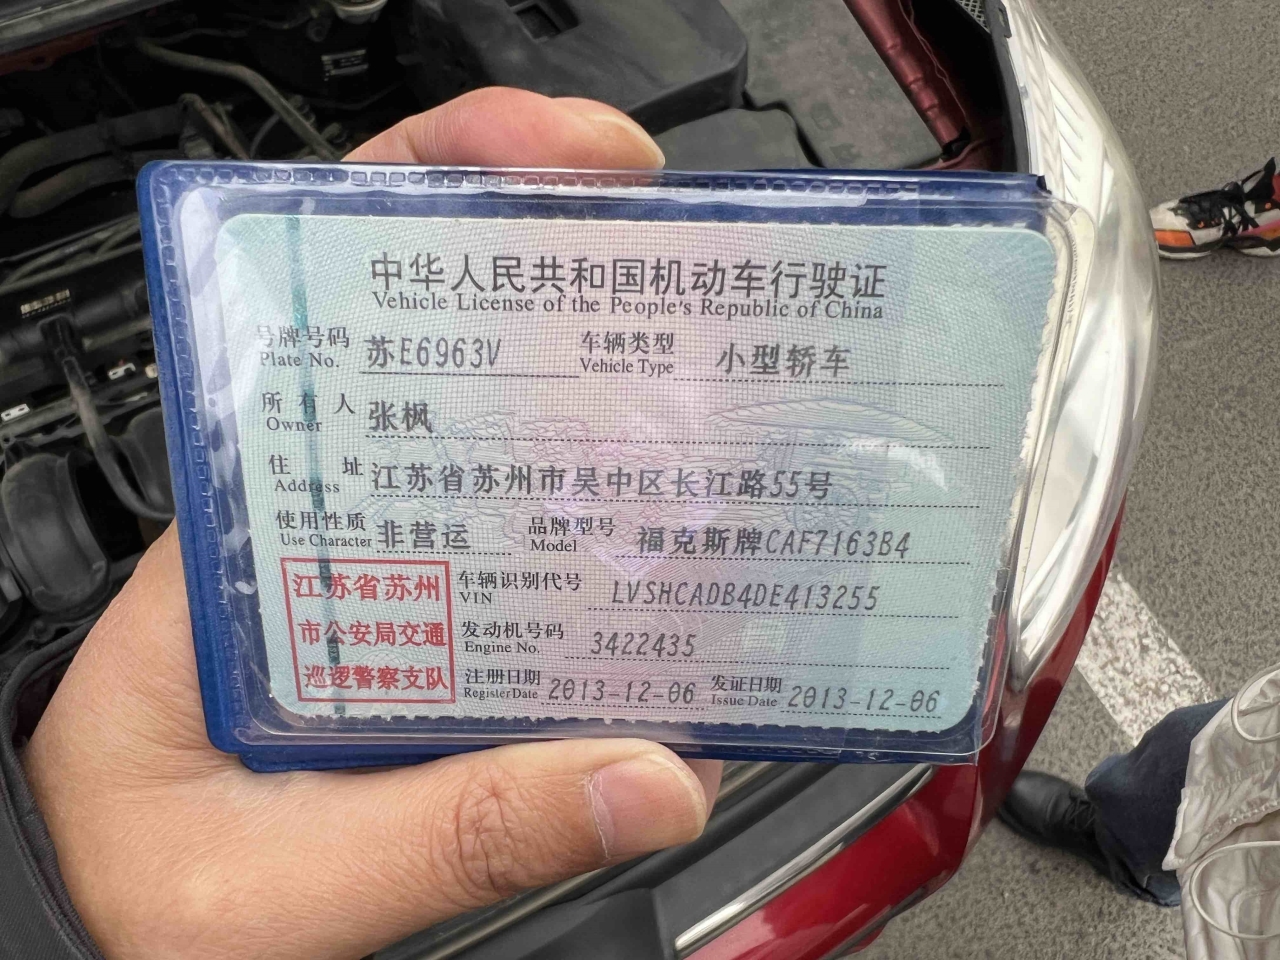 中华人民共和国机动车行驶证
Vehicle License of the People's Republic of China
号牌号码 苏E6963V 车辆类型 小型轿车
Plate No. Vehicle Type
所有人 张枫
Owner
住址 江苏省苏州市吴中区长江路55号
Address
使用性质 非营运 品牌型号 福克斯牌CAF7163B4
Use Character Model
江苏省苏州 车辆识别代号 LVSHCADB4DE413255
VIN
市公安局交通 发动机号码 3422435
Engine No.
巡逻警察支队 注册日期 2013-12-06 发证日期 2013-12-06
Register Date Issue Date